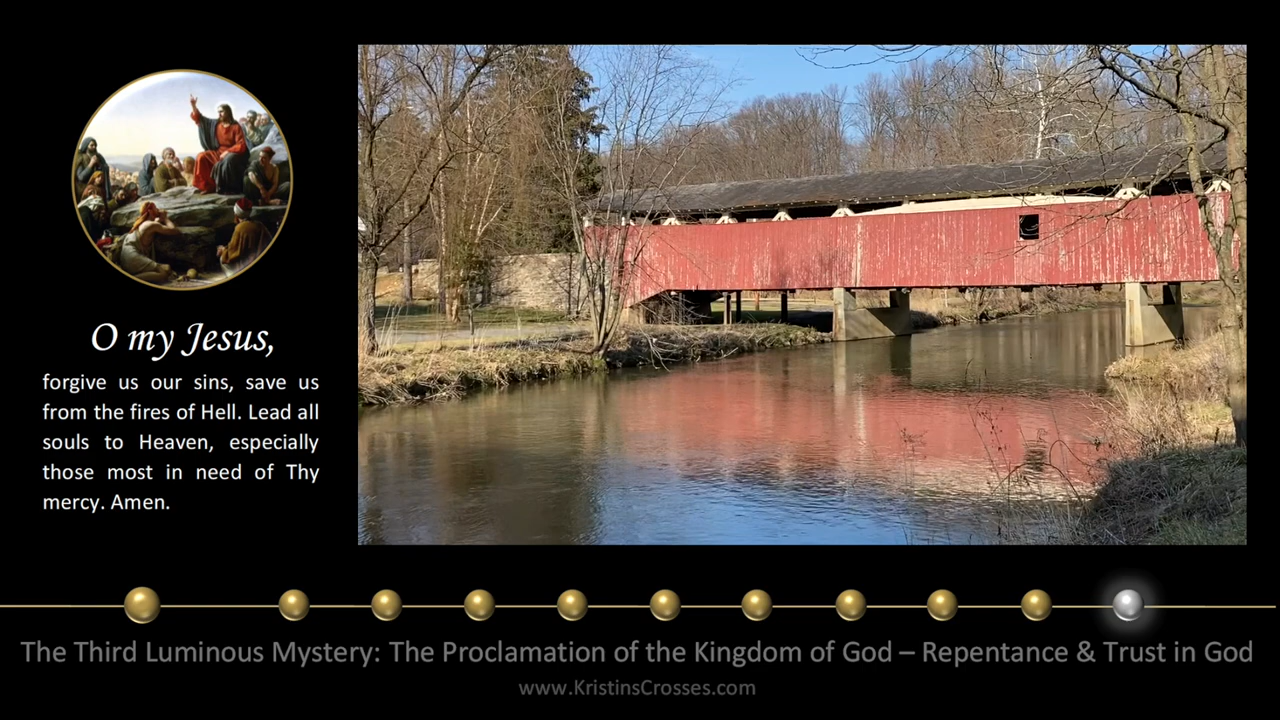 O my Jesus,
forgive us our sins, save us
from the fires of Hell. Lead all
souls to Heaven, especially
those most in need of Thy
mercy. Amen.
The Third Luminous Mystery: The Proclamation of the Kingdom of God – Repentance & Trust in God
www.KristinsCrosses.com